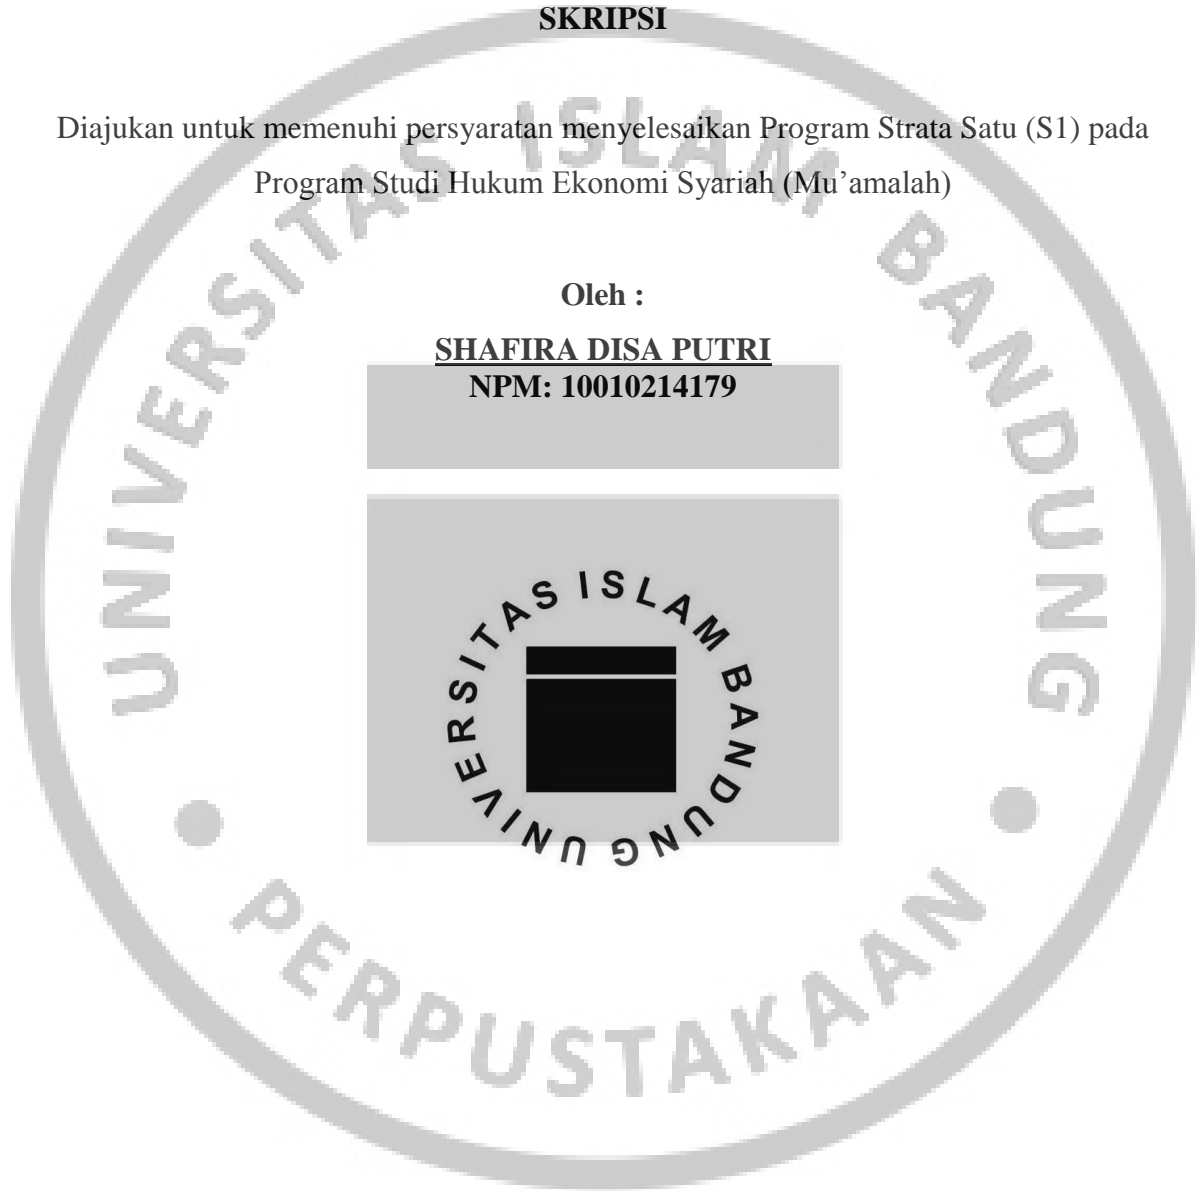 SKRIPSI
Diajukan untuk memenuhi persyaratan menyelesaikan Program Strata Satu (S1) pada
Program Studi Hukum Ekonomi Syariah (Mu’amalah)
Oleh :
SHAFIRA DISA PUTRI
NPM: 10010214179
UNIVERSITAS ISLAM BANDUNG
UNIVERSITAS ISLAM BANDUNG
PERPUSTAKAAN